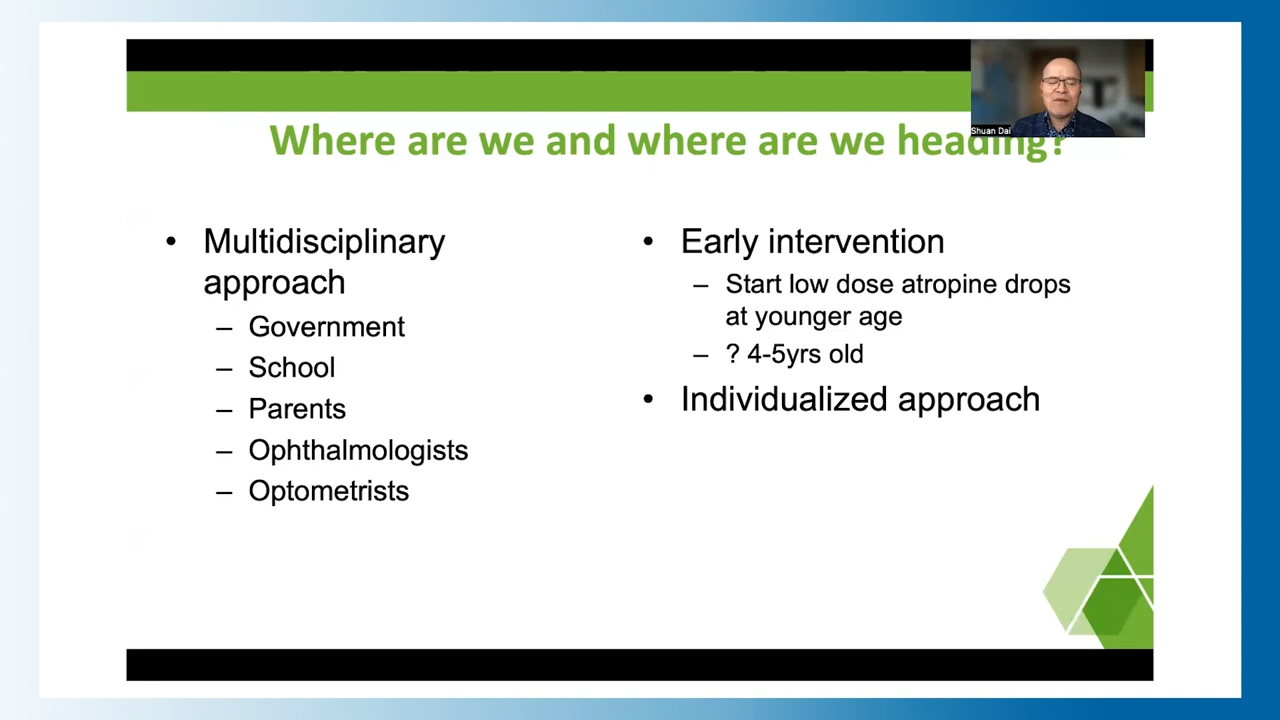 Shuan Dai
Where are we and where are we heading?
• Multidisciplinary
approach
– Government
– School
– Parents
– Ophthalmologists
– Optometrists
• Early intervention
– Start low dose atropine drops
at younger age
– ? 4-5yrs old
• Individualized approach